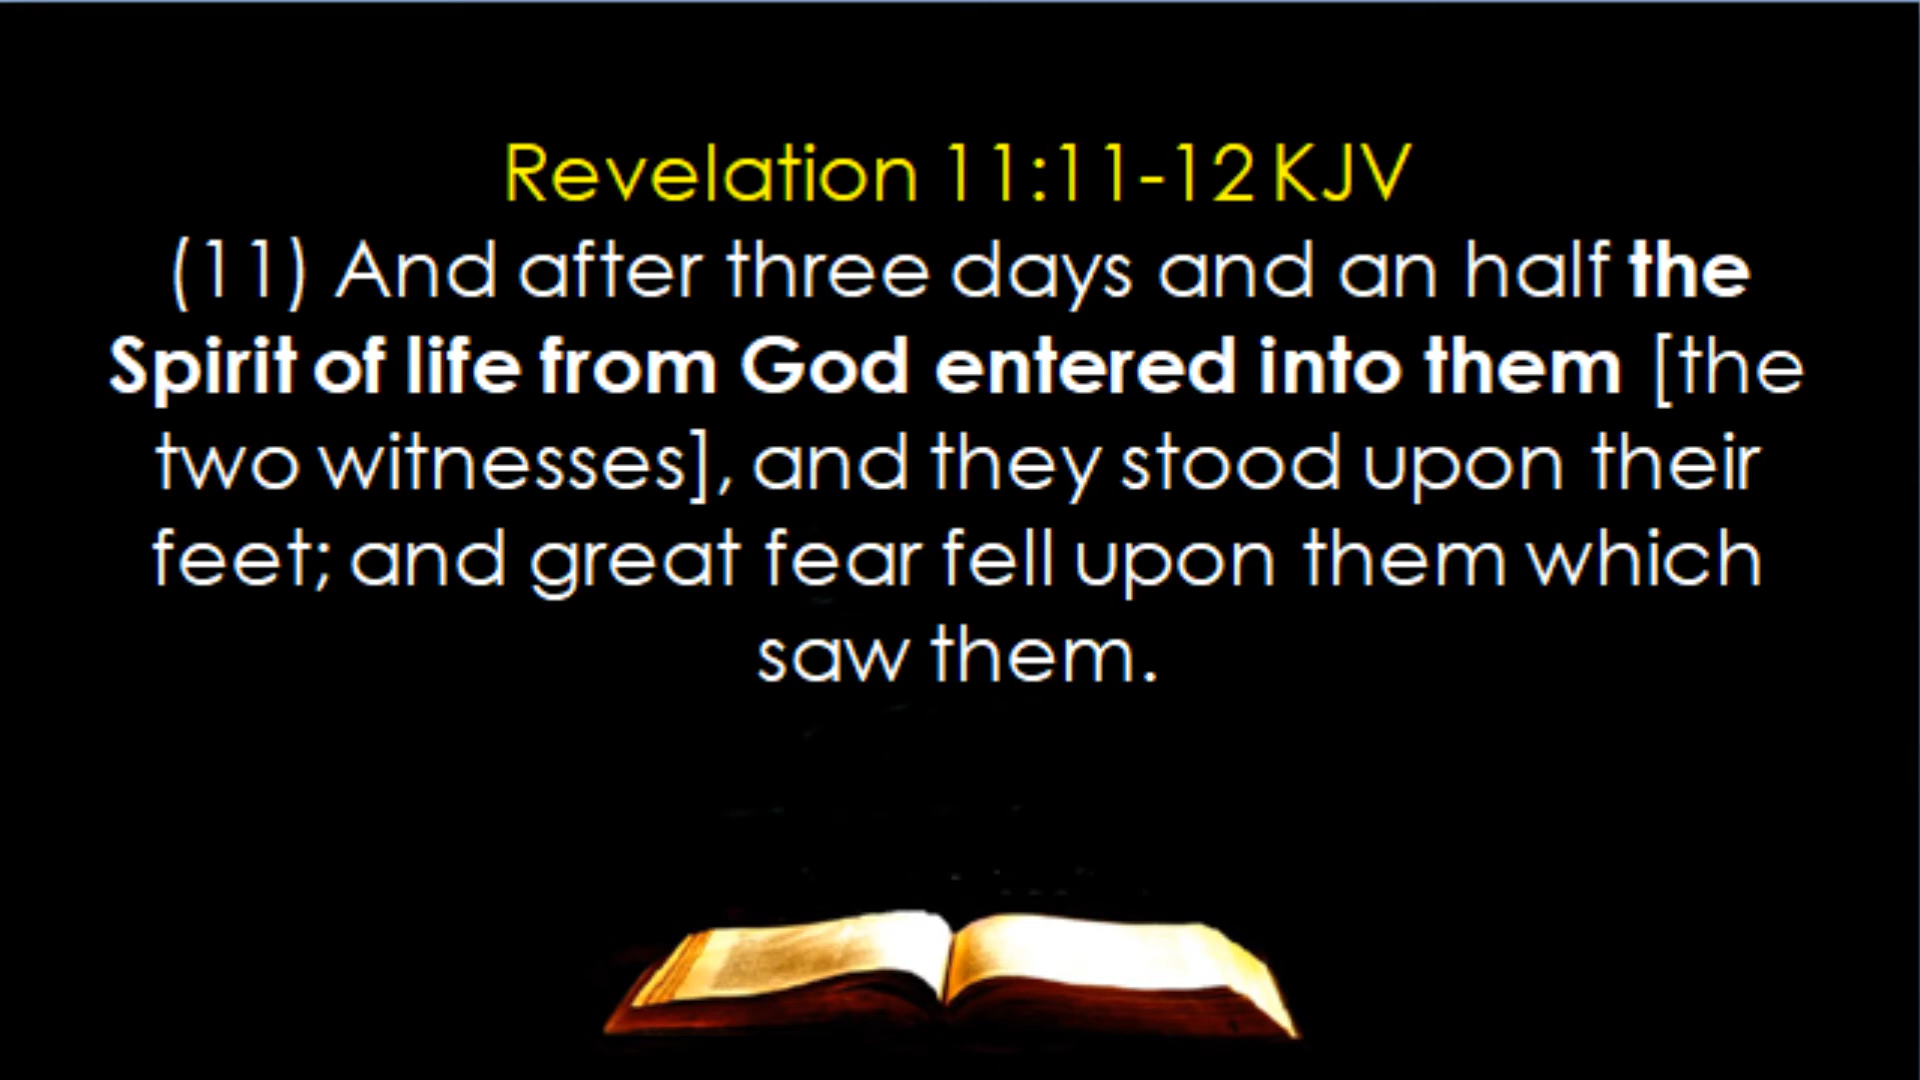 Revelation 11:11-12 KJV
(11) And after three days and an half the
Spirit of life from God entered into them [the
two witnesses], and they stood upon their
feet; and great fear fell upon them which
saw them.